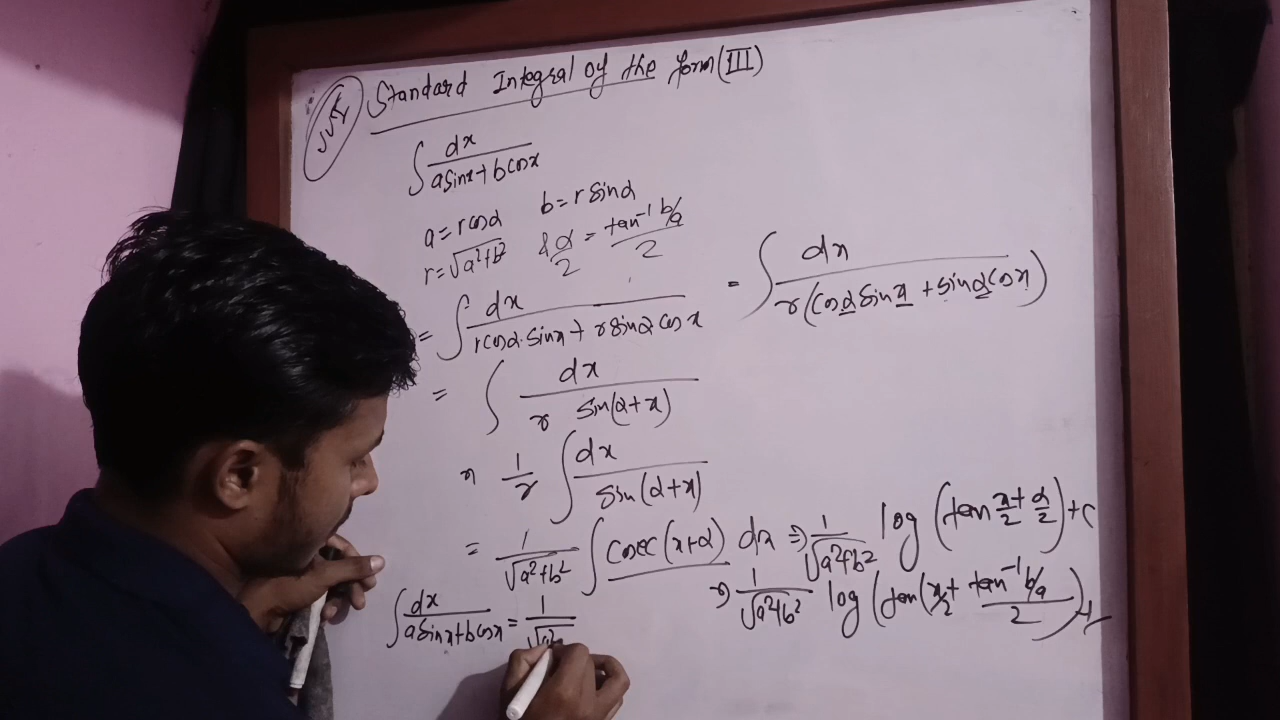 Standard Integral of the form (III)
∫ dx / (a sinx + b cosx)
a = r cosα b = r sinα
r = √(a²+b²) & α/2 = tan⁻¹ b/a / 2
= ∫ dx / (r cosα · sinx + r sinα cosx) = ∫ dx / r(cosα sinx + sinα cosx)
= ∫ dx / r sin(α+x)
1/r ∫ dx / sin(α+x)
= 1/√(a²+b²) ∫ cosec(x+α) dx ⇒ 1/√(a²+b²) log (tan x/2 + α/2) + c
⇒ 1/√(a²+b²) log (tan(x/2 + tan⁻¹ b/a / 2) + c
∫ dx / (a sinx + b cosx) = 1/√a²